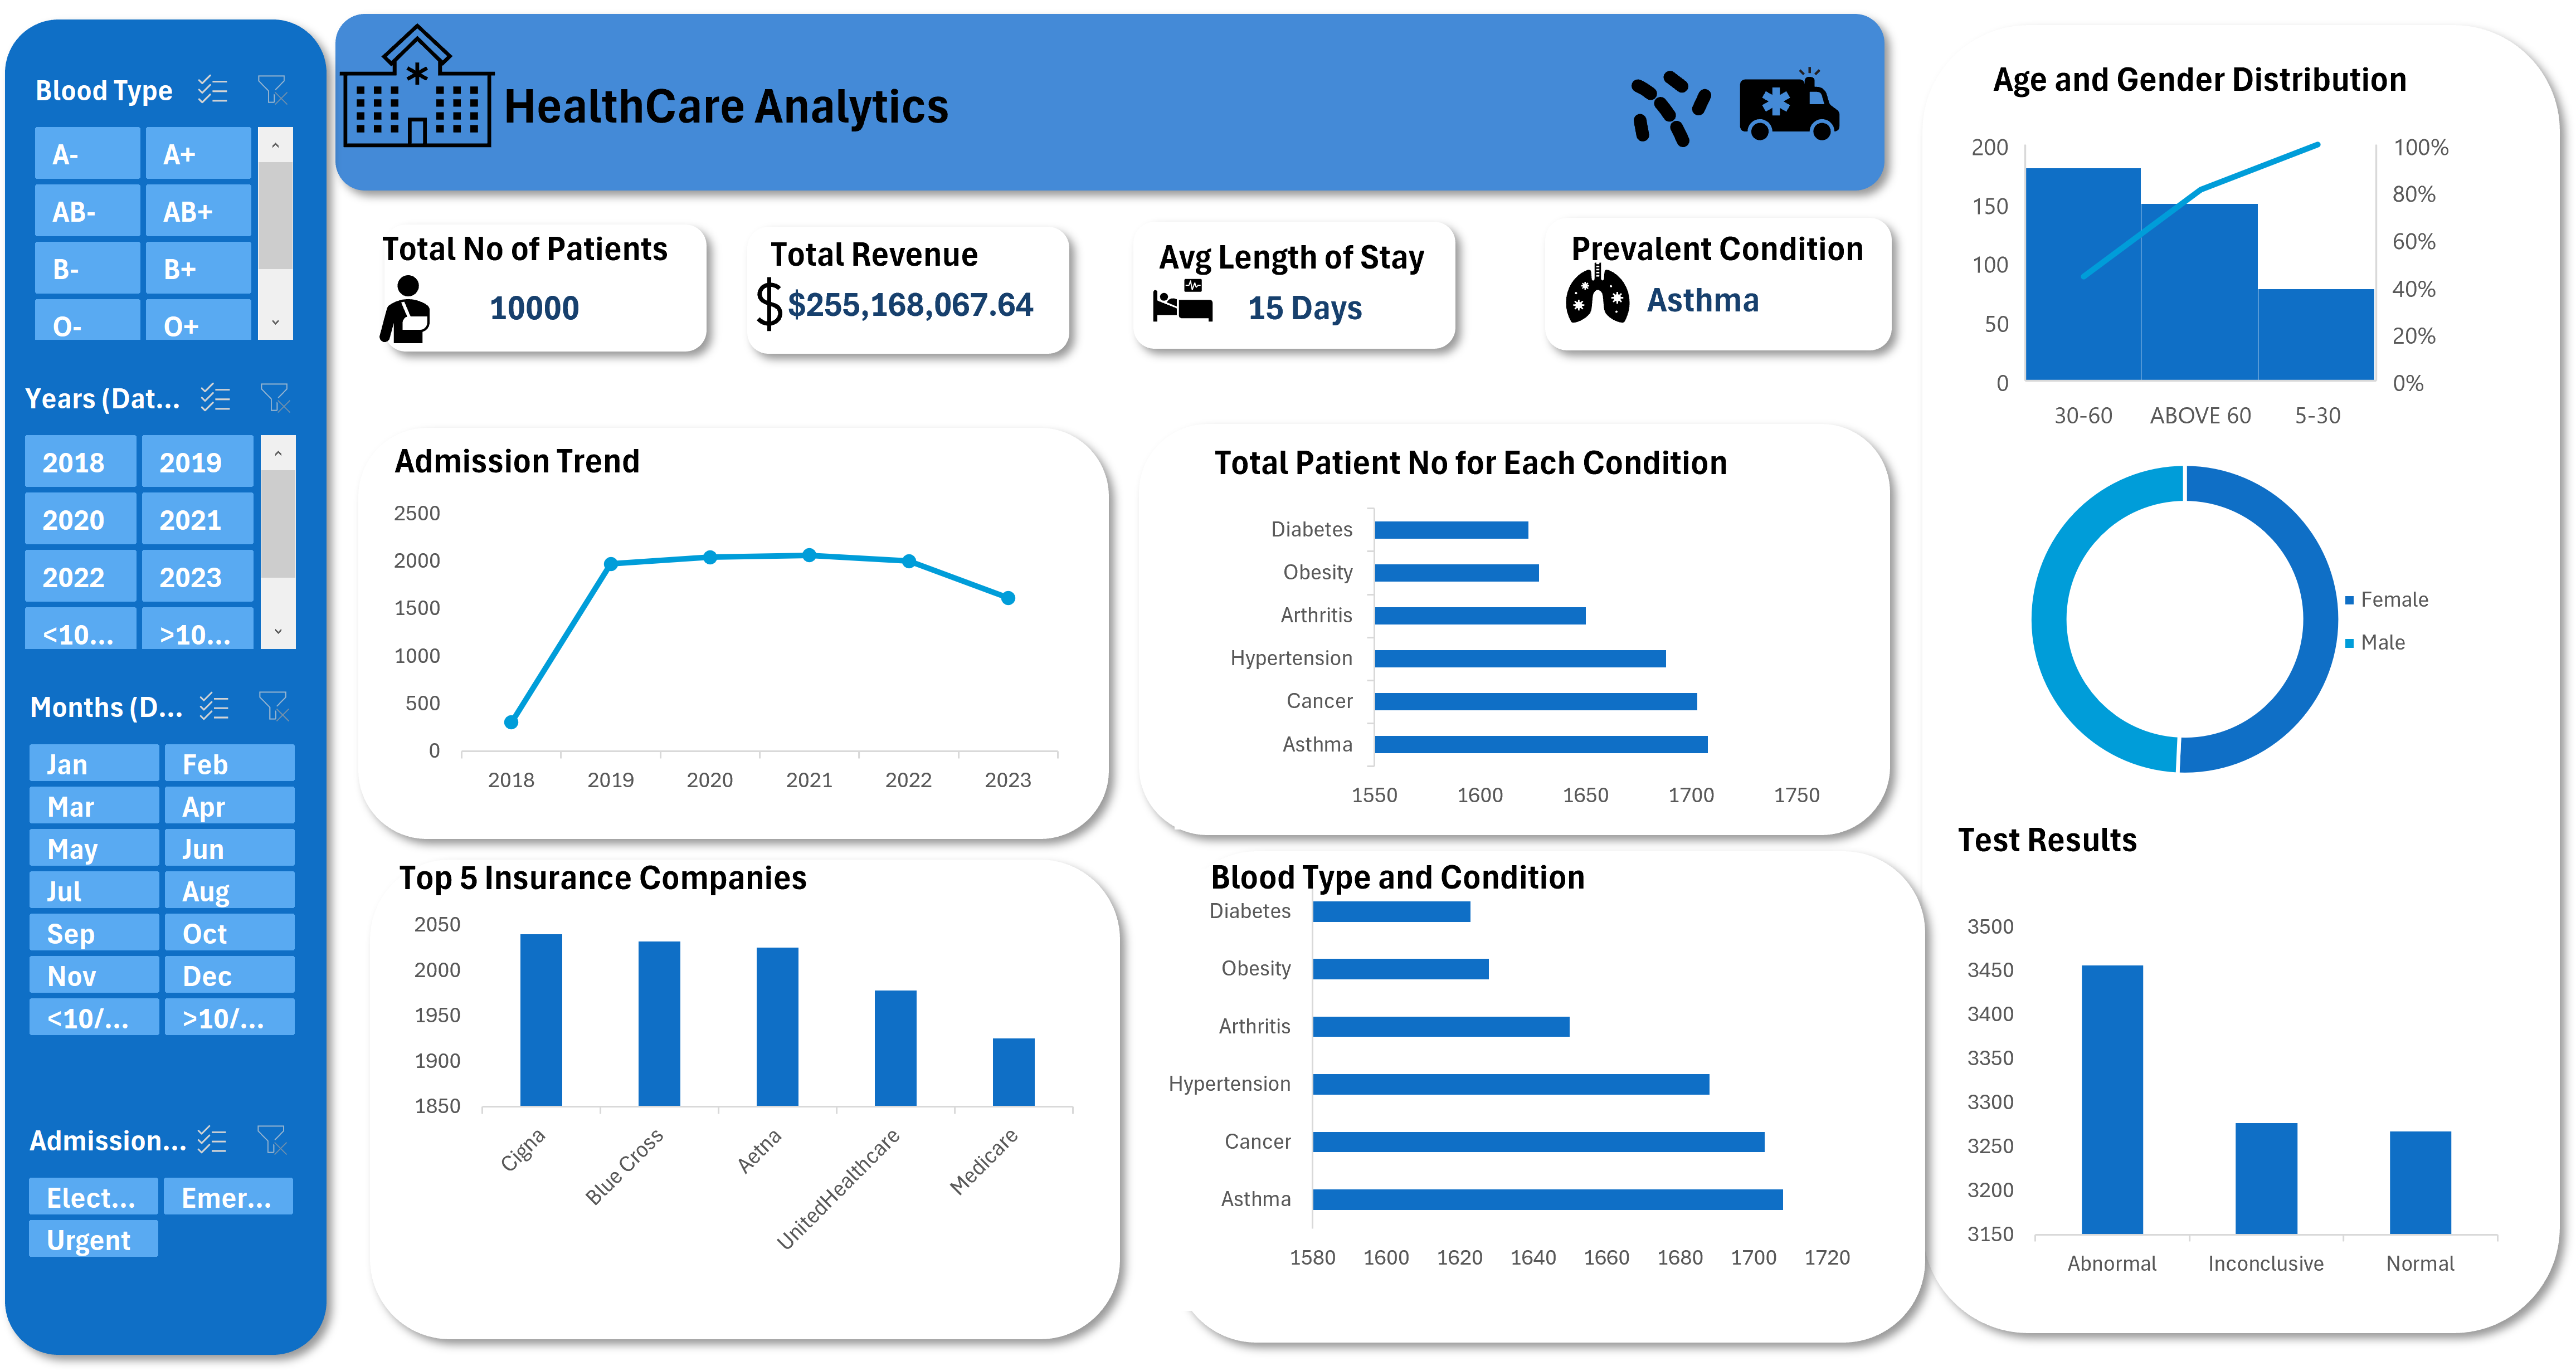 Blood Type
A- A+
AB- AB+
B- B+
O- O+
Years (Dat...
2018 2019
2020 2021
2022 2023
<10... >10...
Months (D...
Jan Feb
Mar Apr
May Jun
Jul Aug
Sep Oct
Nov Dec
<10/... >10/...
Admission...
Elect... Emer...
Urgent
HealthCare Analytics
Total No of Patients
10000
Total Revenue
$ $255,168,067.64
Avg Length of Stay
15 Days
Prevalent Condition
Asthma
Admission Trend
2500
2000
1500
1000
500
0
2018 2019 2020 2021 2022 2023
Total Patient No for Each Condition
Diabetes
Obesity
Arthritis
Hypertension
Cancer
Asthma
1550 1600 1650 1700 1750
Top 5 Insurance Companies
2050
2000
1950
1900
1850
Cigna
Blue Cross
Aetna
UnitedHealthcare
Medicare
Blood Type and Condition
Diabetes
Obesity
Arthritis
Hypertension
Cancer
Asthma
1580 1600 1620 1640 1660 1680 1700 1720
Age and Gender Distribution
200 100%
80%
150
60%
100
40%
50
20%
0 0%
30-60 ABOVE 60 5-30
Female
Male
Test Results
3500
3450
3400
3350
3300
3250
3200
3150
Abnormal Inconclusive Normal